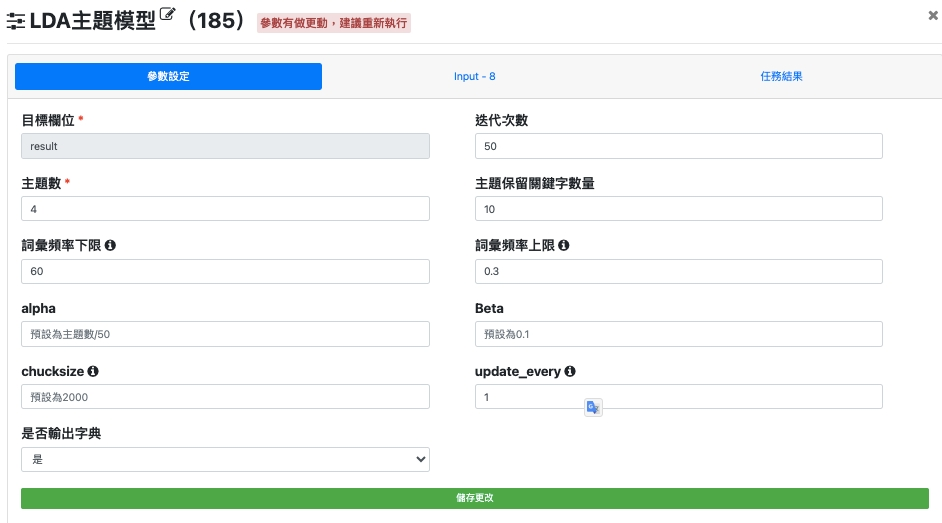 LDA主題模型 (185) 參數有做更動，建議重新執行
參數設定 Input - 8 任務結果
目標欄位 * 迭代次數
result 50
主題數 * 主題保留關鍵字數量
4 10
詞彙頻率下限 詞彙頻率上限
60 0.3
alpha Beta
預設為主題數/50 預設為0.1
chucksize update_every
預設為2000 1
是否輸出字典
是
儲存更改